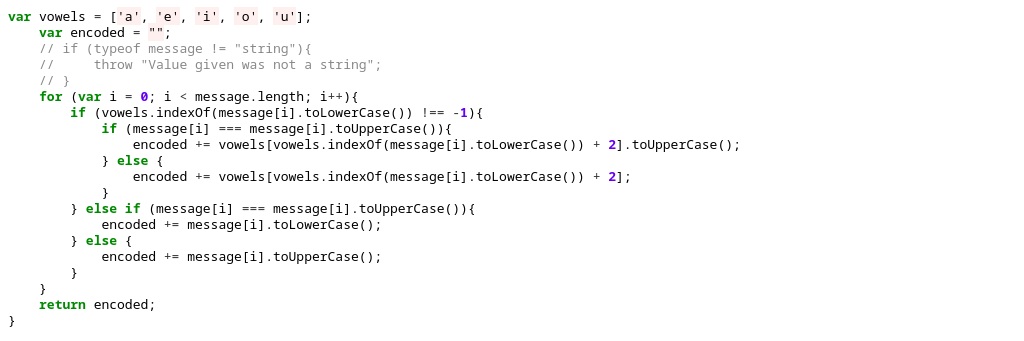 var vowels = ['a', 'e', 'i', 'o', 'u'];
    var encoded = "";
    // if (typeof message != "string"){
    //     throw "Value given was not a string";
    // }
    for (var i = 0; i < message.length; i++){
        if (vowels.indexOf(message[i].toLowerCase()) !== -1){
            if (message[i] === message[i].toUpperCase()){
                encoded += vowels[vowels.indexOf(message[i].toLowerCase()) + 2].toUpperCase();
            } else {
                encoded += vowels[vowels.indexOf(message[i].toLowerCase()) + 2];
            }
        } else if (message[i] === message[i].toUpperCase()){
            encoded += message[i].toLowerCase();
        } else {
            encoded += message[i].toUpperCase();
        }
    }
    return encoded;
}